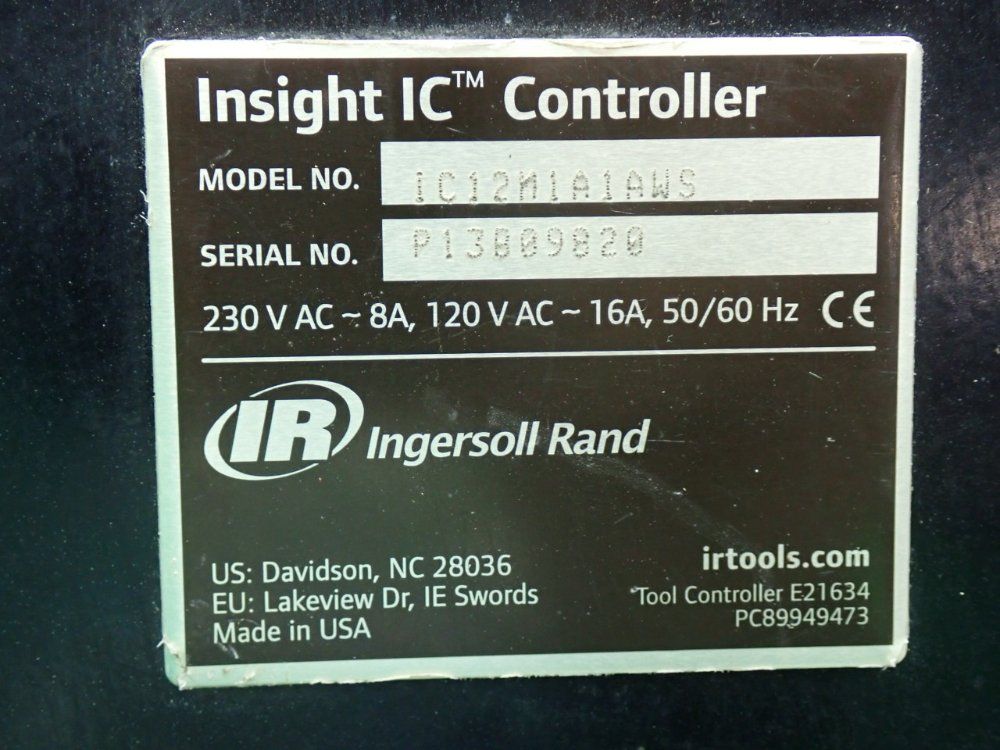 Insight IC™ Controller
MODEL NO. IC12M1A1AWS
SERIAL NO. P13B09820
230 V AC ~ 8A, 120 V AC ~ 16A, 50/60 Hz CE
IR Ingersoll Rand
US: Davidson, NC 28036
EU: Lakeview Dr, IE Swords
Made in USA
irtools.com
Tool Controller E21634
PC89949473